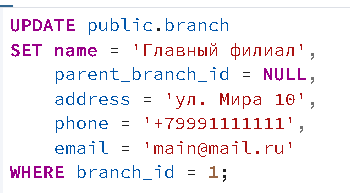 UPDATE public.branch
SET name = 'Главный филиал',
    parent_branch_id = NULL,
    address = 'ул. Мира 10',
    phone = '+79991111111',
    email = 'main@mail.ru'
WHERE branch_id = 1;